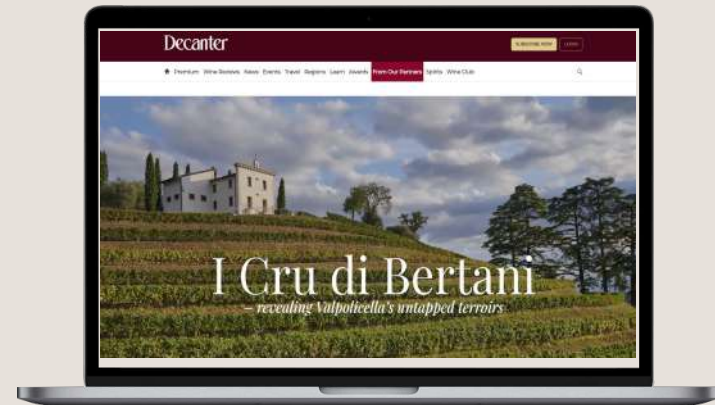 Decanter
SUBSCRIBE NOW LOGIN
Premium Wine Reviews News Events Travel Regions Learn Awards From Our Partners Spirits Wine Club
I Cru di Bertani
– revealing Valpolicella's untapped terroirs